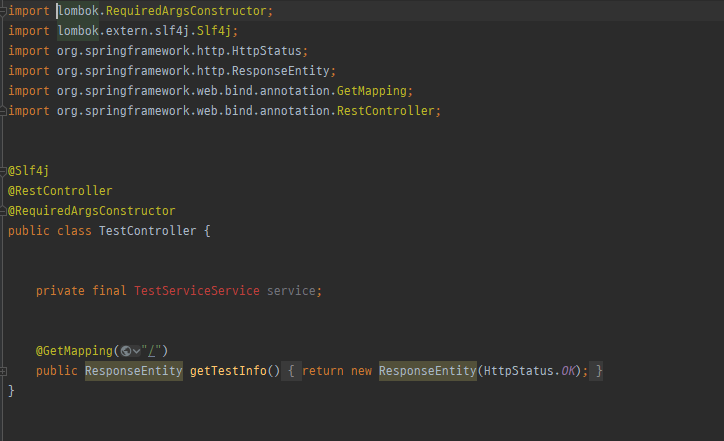 import lombok.RequiredArgsConstructor;
import lombok.extern.slf4j.Slf4j;
import org.springframework.http.HttpStatus;
import org.springframework.http.ResponseEntity;
import org.springframework.web.bind.annotation.GetMapping;
import org.springframework.web.bind.annotation.RestController;
@Slf4j
@RestController
@RequiredArgsConstructor
public class TestController {
private final TestServiceService service;
@GetMapping("/")
public ResponseEntity getTestInfo() { return new ResponseEntity(HttpStatus.OK); }
}